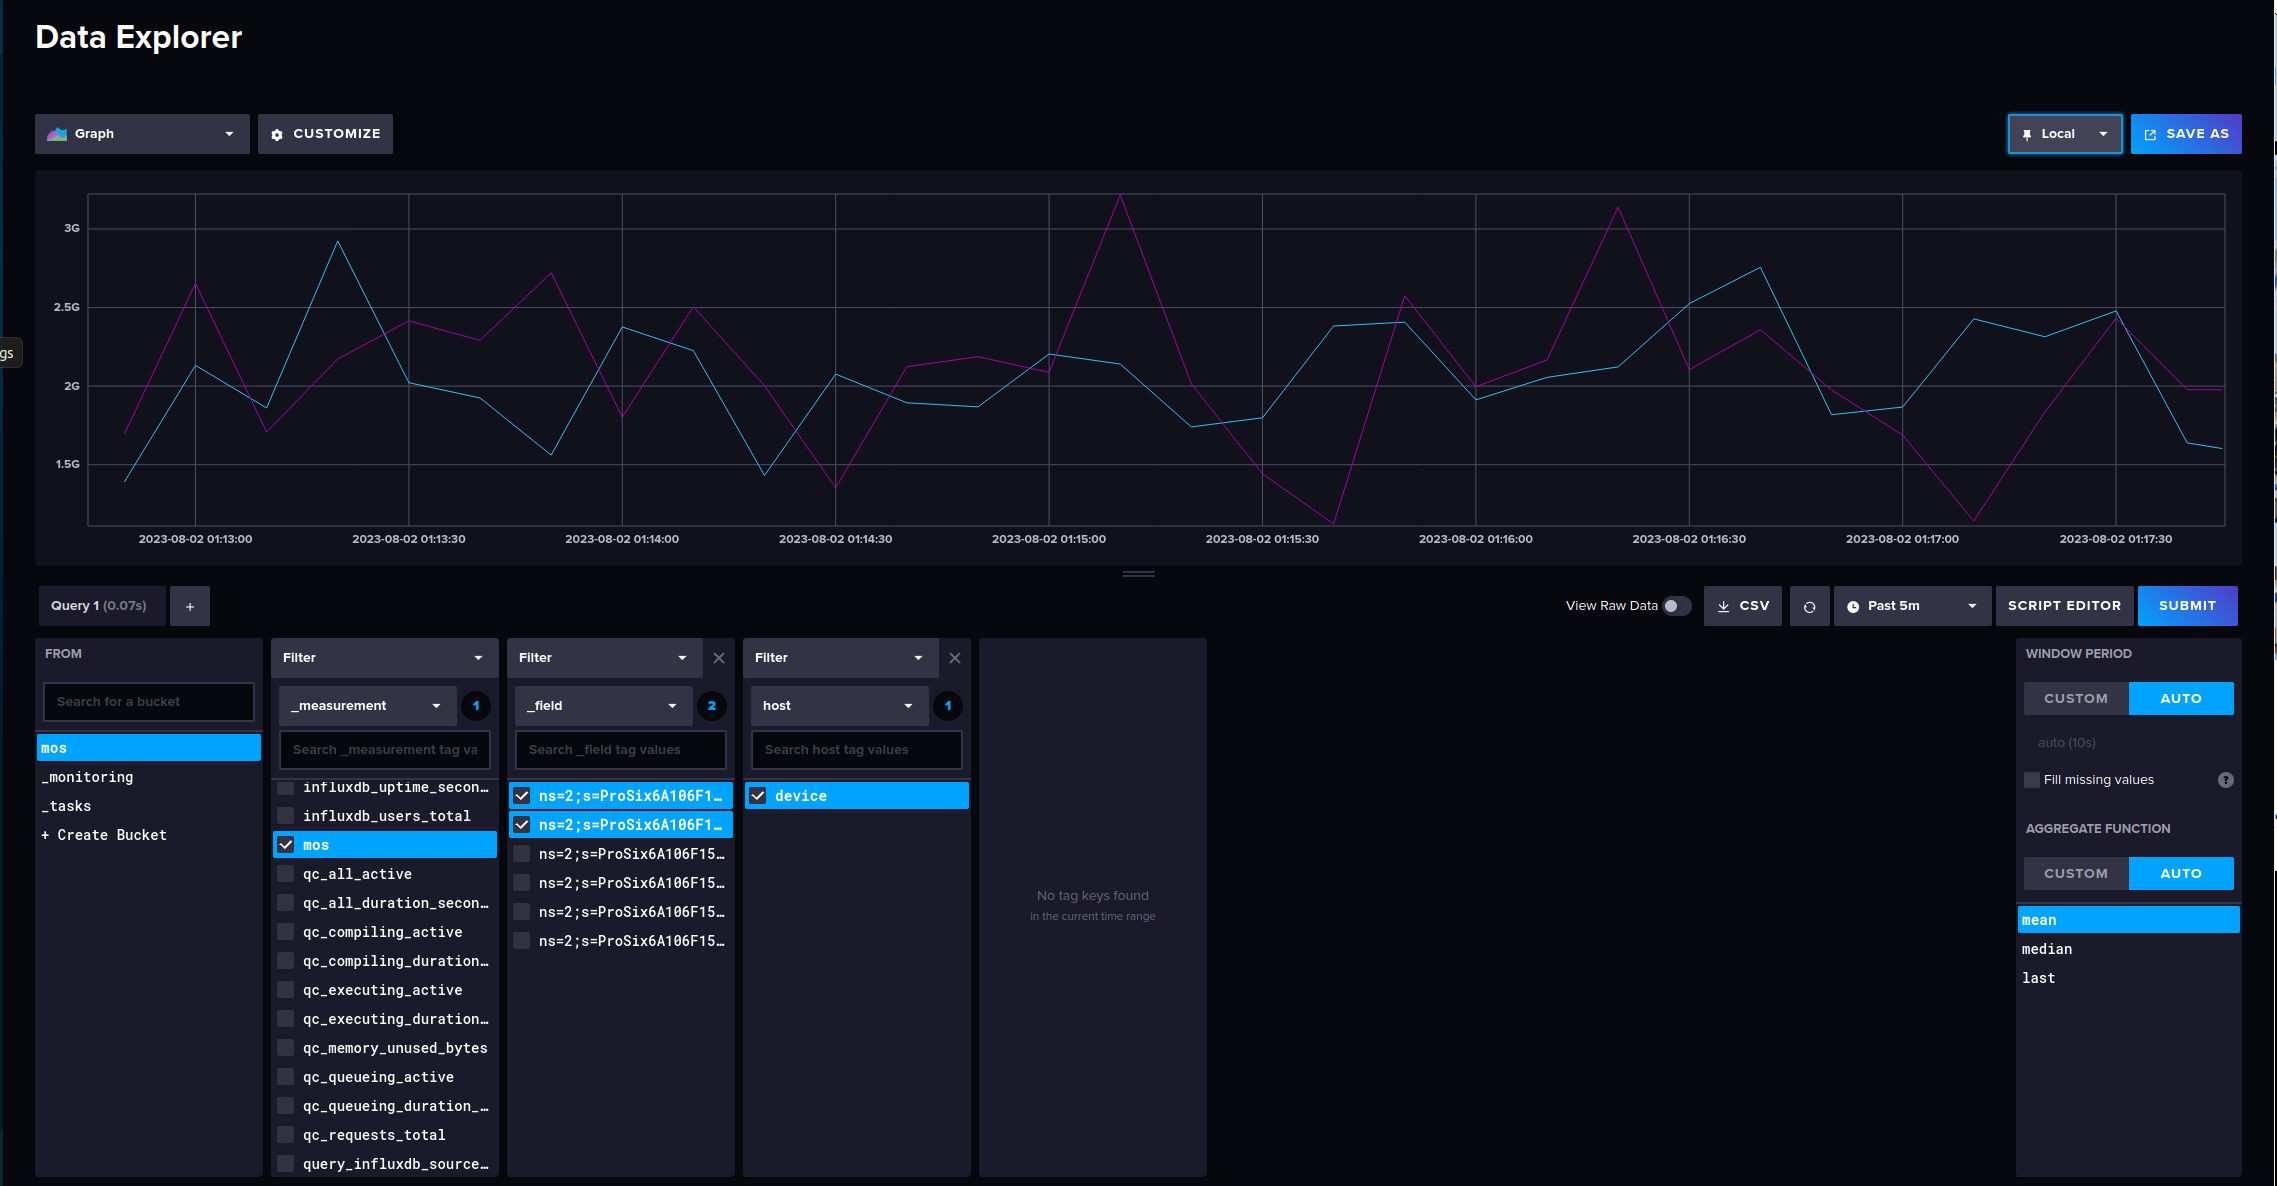 Data Explorer
Graph
CUSTOMIZE
Local
SAVE AS
3G
2.5G
2G
1.5G
gs
2023-08-02 01:13:00
2023-08-02 01:13:30
2023-08-02 01:14:00
2023-08-02 01:14:30
2023-08-02 01:15:00
2023-08-02 01:15:30
2023-08-02 01:16:00
2023-08-02 01:16:30
2023-08-02 01:17:00
2023-08-02 01:17:30
Query 1 (0.07s)
+
View Raw Data
CSV
Past 5m
SCRIPT EDITOR
SUBMIT
FROM
Search for a bucket
mos
_monitoring
_tasks
+ Create Bucket
Filter
_measurement
1
Search _measurement tag va
influxdb_uptime_secon…
influxdb_users_total
mos
qc_all_active
qc_all_duration_secon…
qc_compiling_active
qc_compiling_duration…
qc_executing_active
qc_executing_duration…
qc_memory_unused_bytes
qc_queueing_active
qc_queueing_duration_…
qc_requests_total
query_influxdb_source…
Filter
_field
2
Search _field tag values
ns=2;s=ProSix6A106F1…
ns=2;s=ProSix6A106F1…
ns=2;s=ProSix6A106F15…
ns=2;s=ProSix6A106F15…
ns=2;s=ProSix6A106F15…
ns=2;s=ProSix6A106F15…
Filter
host
1
Search host tag values
device
No tag keys found
in the current time range
WINDOW PERIOD
CUSTOM
AUTO
auto (10s)
Fill missing values
?
AGGREGATE FUNCTION
CUSTOM
AUTO
mean
median
last